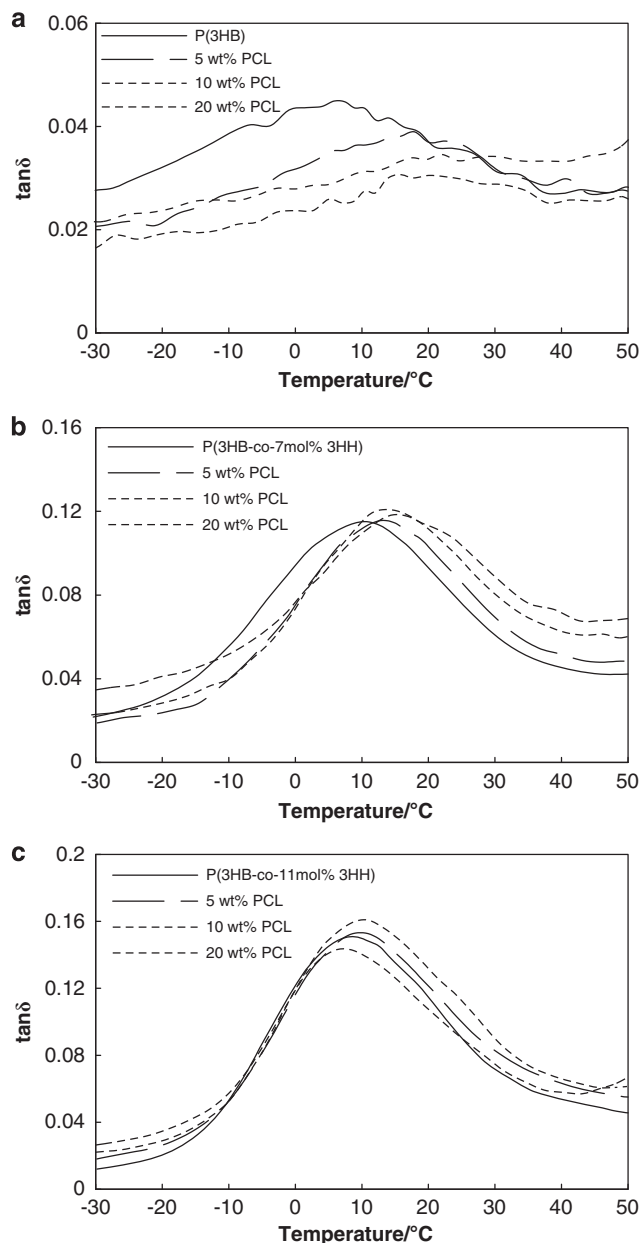 a
0.06
P(3HB)
5 wt% PCL
10 wt% PCL
20 wt% PCL
0.04
tanδ
0.02
0
-30 -20 -10 0 10 20 30 40 50
Temperature/°C
b
0.16
P(3HB-co-7mol% 3HH)
5 wt% PCL
10 wt% PCL
20 wt% PCL
0.12
tanδ
0.08
0.04
0
-30 -20 -10 0 10 20 30 40 50
Temperature/°C
c
0.2
P(3HB-co-11mol% 3HH)
5 wt% PCL
10 wt% PCL
20 wt% PCL
0.16
0.12
tanδ
0.08
0.04
0
-30 -20 -10 0 10 20 30 40 50
Temperature/°C